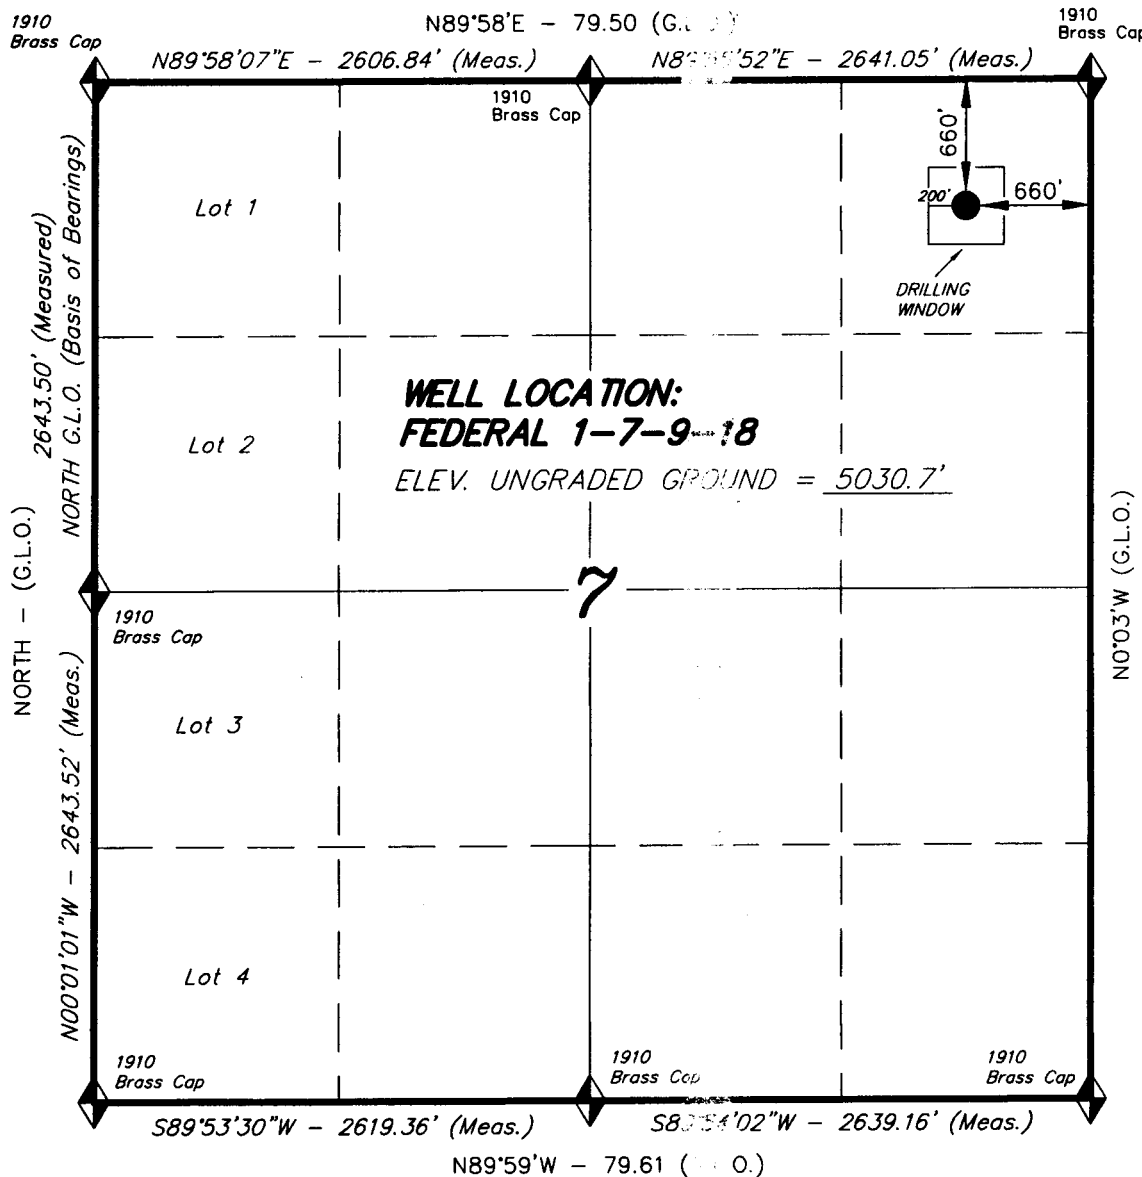 N89°58'E - 79.50 (G.L.
1910
Brass Cap
1910
Brass Cap
N89°58'07"E - 2606.84' (Meas.)
52"E - 2641.05' (Meas.)
1910
Brass Cap
660'
660'
200'
DRILLING
WINDOW
Lot 1
2643.50' (Measured)
NORTH G.L.O. (Basis of Bearings)
WELL LOCATION:
FEDERAL 1-7-9-18
ELEV. UNGRADED GROUND = 5030.7'
Lot 2
NORTH - (G.L.O.)
N0°03'W (G.L.O.)
7
1910
Brass Cap
Lot 3
N00°01'01"W - 2643.52' (Meas.)
Lot 4
1910
Brass Cap
1910
Brass Cap
1910
Brass Cap
S89°53'30"W - 2619.36' (Meas.)
54'02"W - 2639.16' (Meas.)
N89°59'W - 79.61 ( O.)